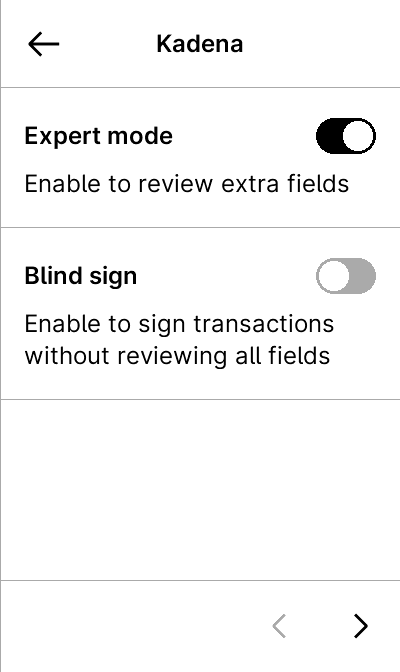 Kadena
Expert mode
Enable to review extra fields
Blind sign
Enable to sign transactions
without reviewing all fields